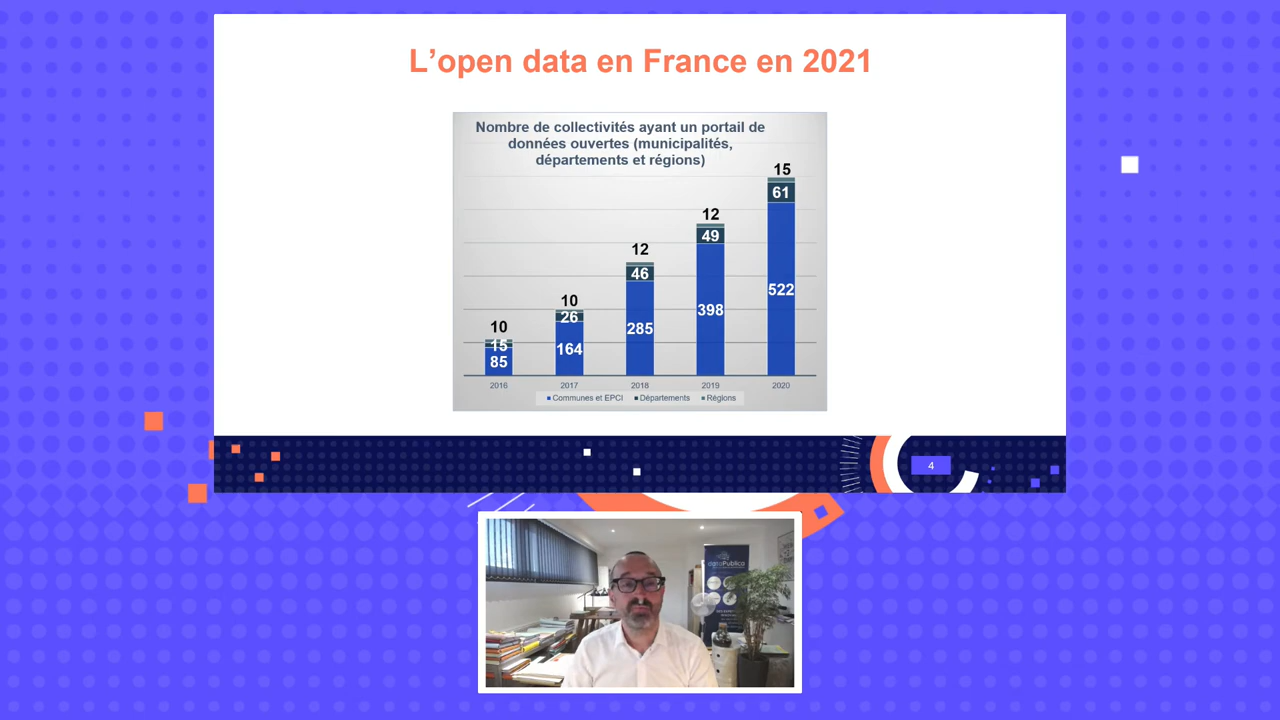 L'open data en France en 2021
Nombre de collectivités ayant un portail de
données ouvertes (municipalités,
départements et régions)
15
61
12
49
522
12
46
398
10
26
285
10
15
164
85
2016 2017 2018 2019 2020
Communes et EPCI Départements Régions
4
dataPublica